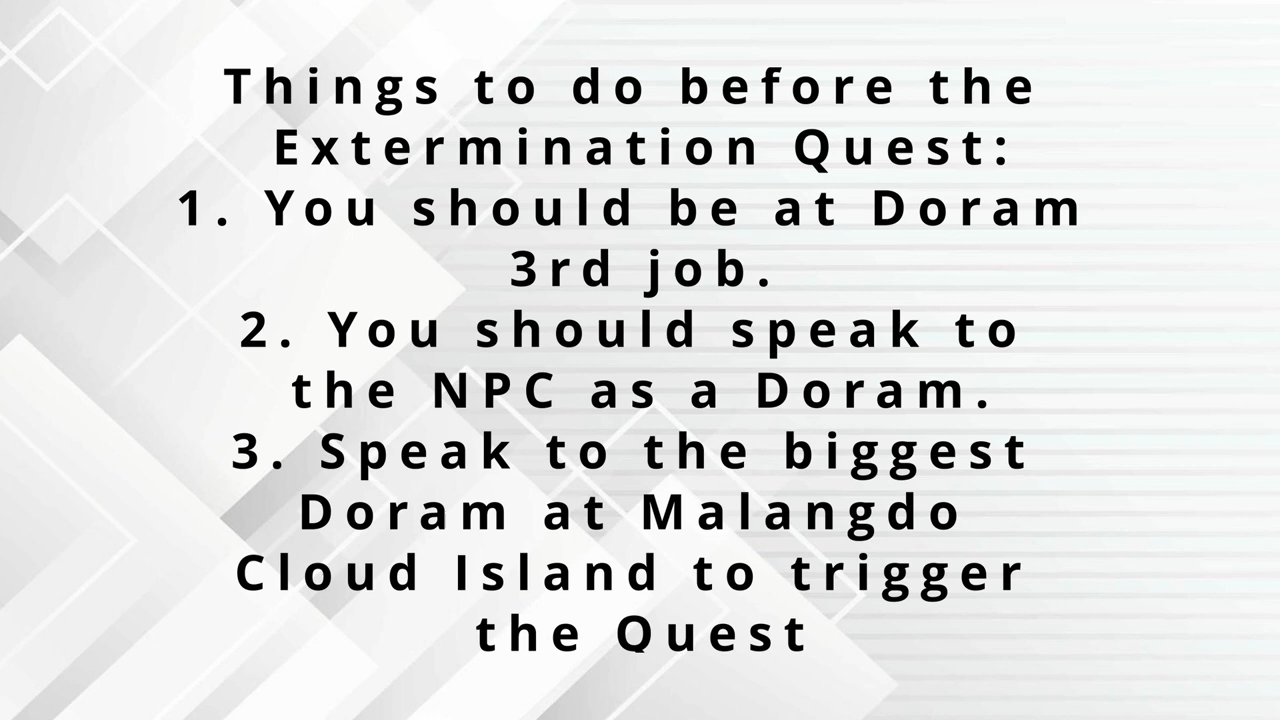 Things to do before the
Extermination Quest:
1. You should be at Doram
3rd job.
2. You should speak to
the NPC as a Doram.
3. Speak to the biggest
Doram at Malangdo
Cloud Island to trigger
the Quest